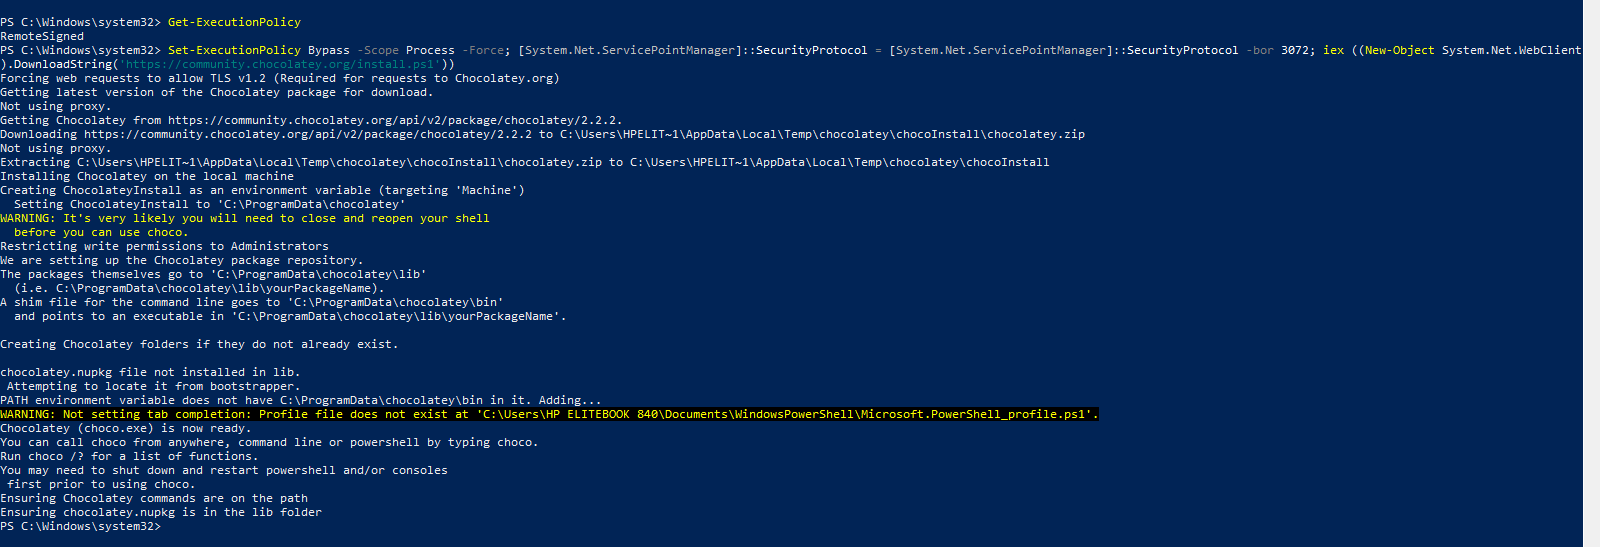 PS C:\Windows\system32> Get-ExecutionPolicy
RemoteSigned
PS C:\Windows\system32> Set-ExecutionPolicy Bypass -Scope Process -Force; [System.Net.ServicePointManager]::SecurityProtocol = [System.Net.ServicePointManager]::SecurityProtocol -bor 3072; iex ((New-Object System.Net.WebClient
).DownloadString('https://community.chocolatey.org/install.ps1'))
Forcing web requests to allow TLS v1.2 (Required for requests to Chocolatey.org)
Getting latest version of the Chocolatey package for download.
Not using proxy.
Getting Chocolatey from https://community.chocolatey.org/api/v2/package/chocolatey/2.2.2.
Downloading https://community.chocolatey.org/api/v2/package/chocolatey/2.2.2 to C:\Users\HPELIT~1\AppData\Local\Temp\chocolatey\chocoInstall\chocolatey.zip
Not using proxy.
Extracting C:\Users\HPELIT~1\AppData\Local\Temp\chocolatey\chocoInstall\chocolatey.zip to C:\Users\HPELIT~1\AppData\Local\Temp\chocolatey\chocoInstall
Installing Chocolatey on the local machine
Creating ChocolateyInstall as an environment variable (targeting 'Machine')
  Setting ChocolateyInstall to 'C:\ProgramData\chocolatey'
WARNING: It's very likely you will need to close and reopen your shell
  before you can use choco.
Restricting write permissions to Administrators
We are setting up the Chocolatey package repository.
The packages themselves go to 'C:\ProgramData\chocolatey\lib'
  (i.e. C:\ProgramData\chocolatey\lib\yourPackageName).
A shim file for the command line goes to 'C:\ProgramData\chocolatey\bin'
  and points to an executable in 'C:\ProgramData\chocolatey\lib\yourPackageName'.
Creating Chocolatey folders if they do not already exist.
chocolatey.nupkg file not installed in lib.
 Attempting to locate it from bootstrapper.
PATH environment variable does not have C:\ProgramData\chocolatey\bin in it. Adding...
WARNING: Not setting tab completion: Profile file does not exist at 'C:\Users\HP ELITEBOOK 840\Documents\WindowsPowerShell\Microsoft.PowerShell_profile.ps1'.
Chocolatey (choco.exe) is now ready.
You can call choco from anywhere, command line or powershell by typing choco.
Run choco /? for a list of functions.
You may need to shut down and restart powershell and/or consoles
 first prior to using choco.
Ensuring Chocolatey commands are on the path
Ensuring chocolatey.nupkg is in the lib folder
PS C:\Windows\system32>